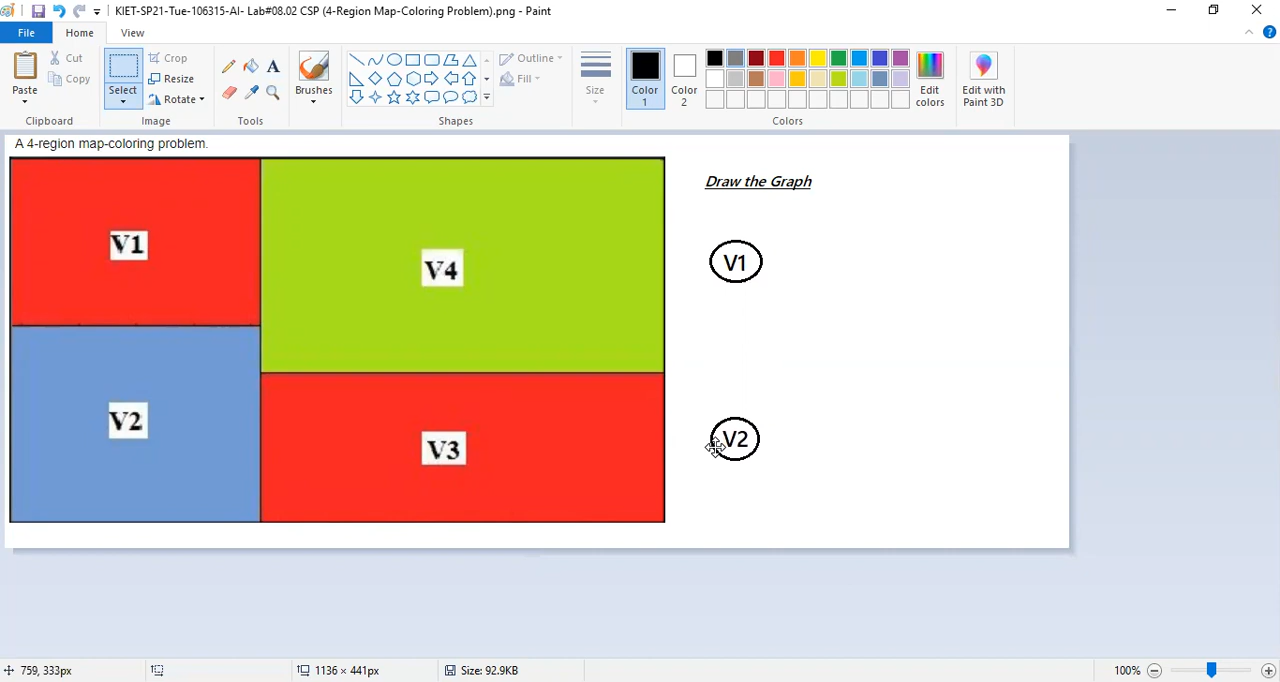 KIET-SP21-Tue-106315-AI- Lab#08.02 CSP (4-Region Map-Coloring Problem).png - Paint
File Home View
Paste
Cut
Copy
Clipboard
Select
Crop
Resize
Rotate
Image
A
Tools
Brushes
Outline
Fill
Shapes
Size
Color 1
Color 2
Colors
Edit colors
Edit with Paint 3D
?
A 4-region map-coloring problem.
V1
V4
V2
V3
Draw the Graph
V1
V2
759, 333px
1136 × 441px
Size: 92.9KB
100%